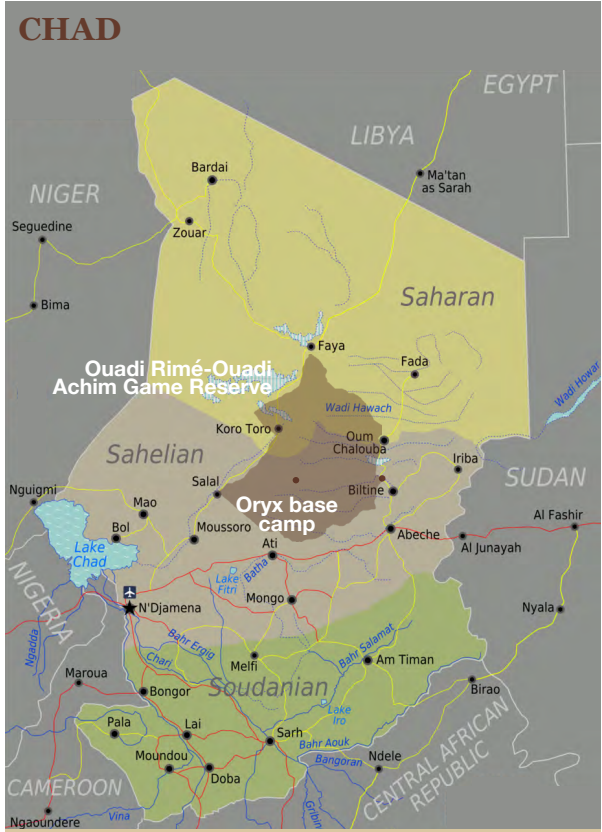 CHAD
EGYPT
LIBYA
NIGER
Bardai
Ma'tan
as Sarah
Zouar
Seguedine
Bima
Saharan
Faya
Ouadi Rimé-Ouadi
Achim Game Reserve
Fada
Wadi Howar
Wadi Hawach
Koro Toro
Oum
Chalouba
Sahelian
Iriba
SUDAN
Salal
Nguigmi
Biltine
Mao
Oryx base
camp
Bol
Moussoro
Al Fashir
Abeche
Lake
Chad
Ati
Al Junayah
Batha
Lake
Fitri
NIGERIA
N'Djamena
Mongo
Nyala
Ngadda
Bahr Ergig
Chari
Melfi
Bahr Salamat
Am Timan
Maroua
Bongor
Soudanian
Birao
Lake
Iro
Pala
Lai
Sarh
Bahr Aouk
Moundou
Bangoran
Ndele
Doba
CAMEROON
CENTRAL AFRICAN
REPUBLIC
Vina
Gribin
Ngaoundere